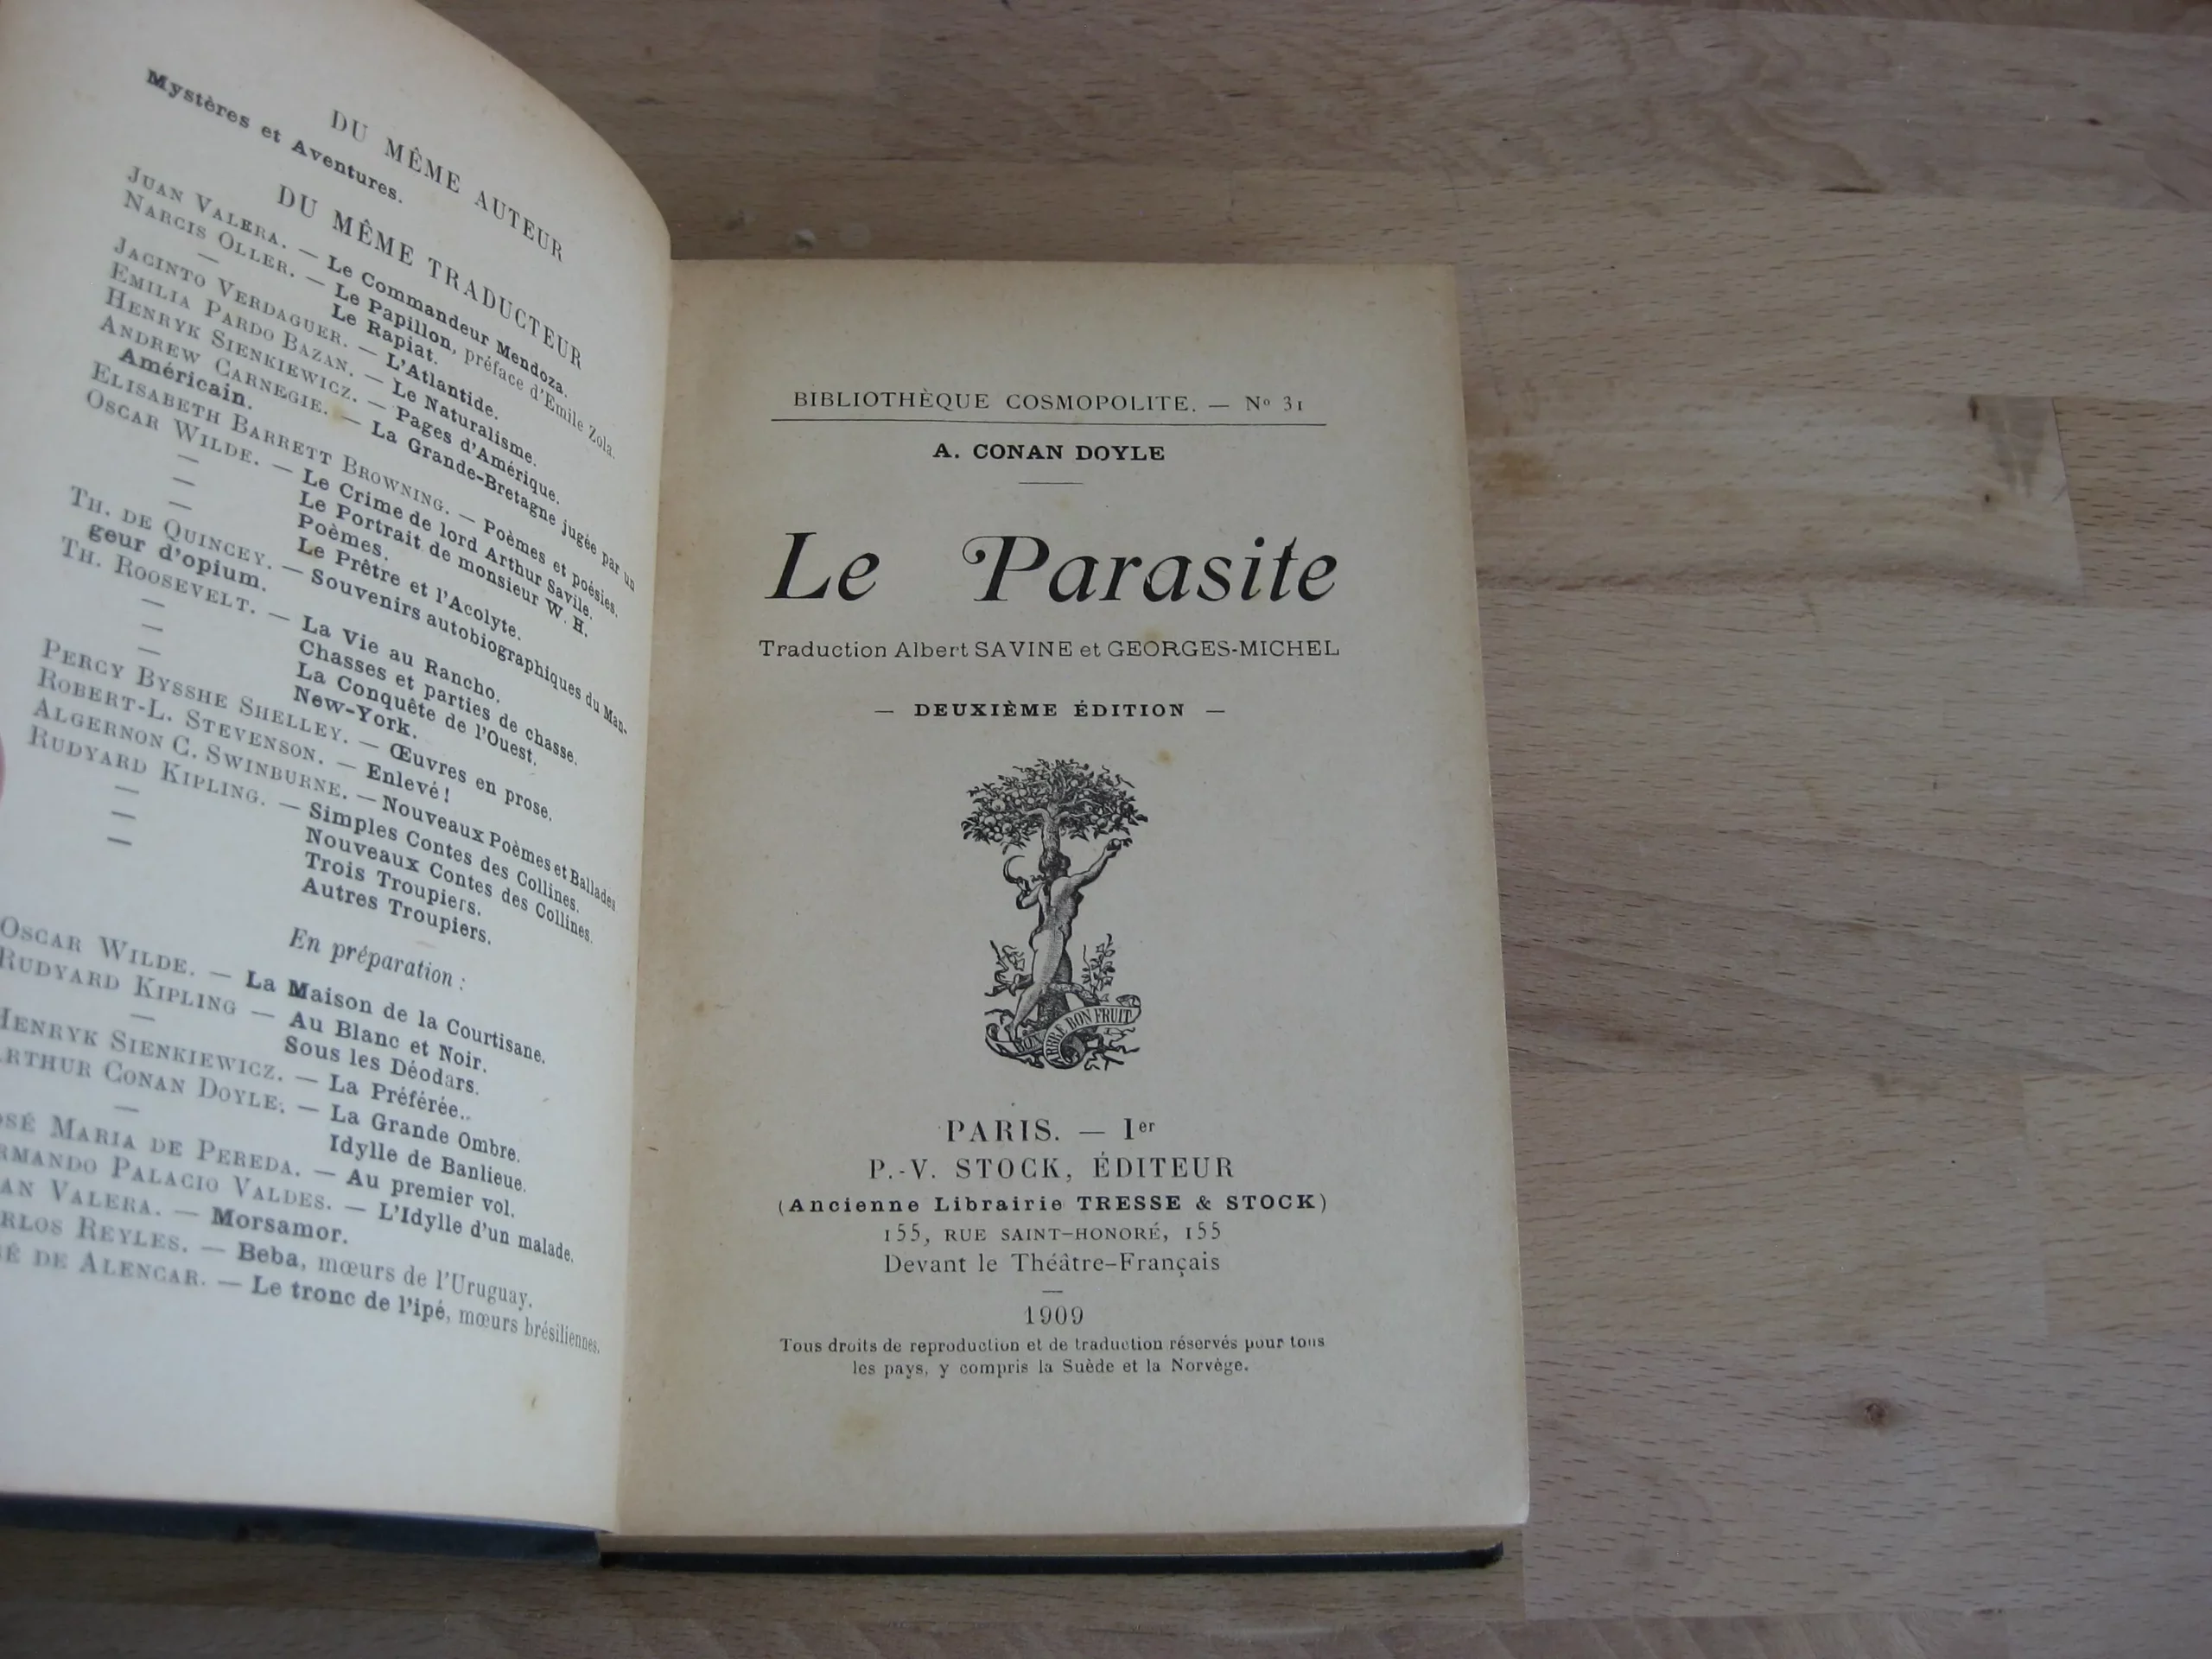 DU MÊME AUTEUR
Mystères et Aventures.
DU MÊME TRADUCTEUR
JUAN VALERA. — Le Commandeur Mendoza.
NARCIS OLLER. — Le Papillon, préface d'Emile Zola.
— Le Rapiat.
JACINTO VERDAGUER. — L'Atlantide.
EMILIA PARDO BAZAN. — Le Naturalisme.
HENRYK SIENKIEWICZ. — Pages d'Amérique.
ANDREW CARNEGIE. — La Grande-Bretagne jugée par un
Américain.
ELISABETH BARRETT BROWNING. — Poèmes et poésies.
OSCAR WILDE. — Le Crime de lord Arthur Savile.
— Le Portrait de monsieur W. H.
— Poèmes.
— Le Prêtre et l'Acolyte.
TH. DE QUINCEY. — Souvenirs autobiographiques du Man-
geur d'opium.
TH. ROOSEVELT. — La Vie au Rancho.
— Chasses et parties de chasse.
— La Conquête de l'Ouest.
— New-York.
PERCY BYSSHE SHELLEY. — Œuvres en prose.
ROBERT-L. STEVENSON. — Enlevé!
ALGERNON C. SWINBURNE. — Nouveaux Poèmes et Ballades
RUDYARD KIPLING. — Simples Contes des Collines.
— Nouveaux Contes des Collines.
— Trois Troupiers.
— Autres Troupiers.
En préparation :
OSCAR WILDE. — La Maison de la Courtisane.
RUDYARD KIPLING — Au Blanc et Noir.
— Sous les Déodars.
HENRYK SIENKIEWICZ. — La Préférée..
ARTHUR CONAN DOYLE. — La Grande Ombre.
— Idylle de Banlieue.
OSÉ MARIA DE PEREDA. — Au premier vol.
RMANDO PALACIO VALDES. — L'Idylle d'un malade.
AN VALERA. — Morsamor.
RLOS REYLES. — Beba, mœurs de l'Uruguay.
SÉ DE ALENCAR. — Le tronc de l'ipé, mœurs brésiliennes.
BIBLIOTHÈQUE COSMOPOLITE. — Nº 31
A. CONAN DOYLE
Le Parasite
Traduction Albert SAVINE et GEORGES-MICHEL
— DEUXIÈME ÉDITION —
BON ARBRE BON FRUIT
PARIS. — 1er
P.-V. STOCK, ÉDITEUR
(Ancienne Librairie TRESSE & STOCK)
155, RUE SAINT-HONORÉ, 155
Devant le Théâtre-Français
1909
Tous droits de reproduction et de traduction réservés pour tous
les pays, y compris la Suède et la Norvège.